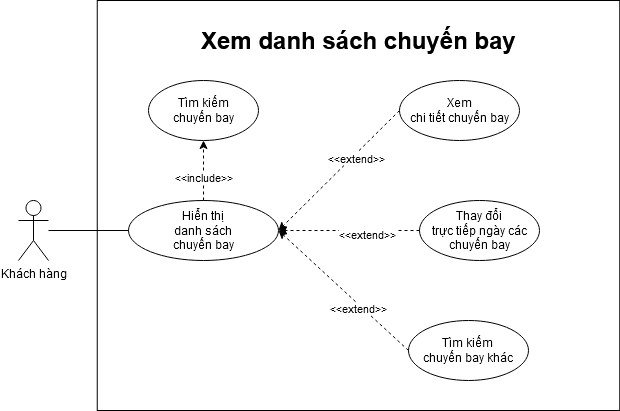 Xem danh sách chuyến bay
Tìm kiếm
chuyến bay
Xem
chi tiết chuyến bay
<<extend>>
<<include>>
Hiển thị
danh sách
chuyến bay
<<extend>>
Thay đổi
trực tiếp ngày các
chuyến bay
Khách hàng
<<extend>>
Tìm kiếm
chuyến bay khác